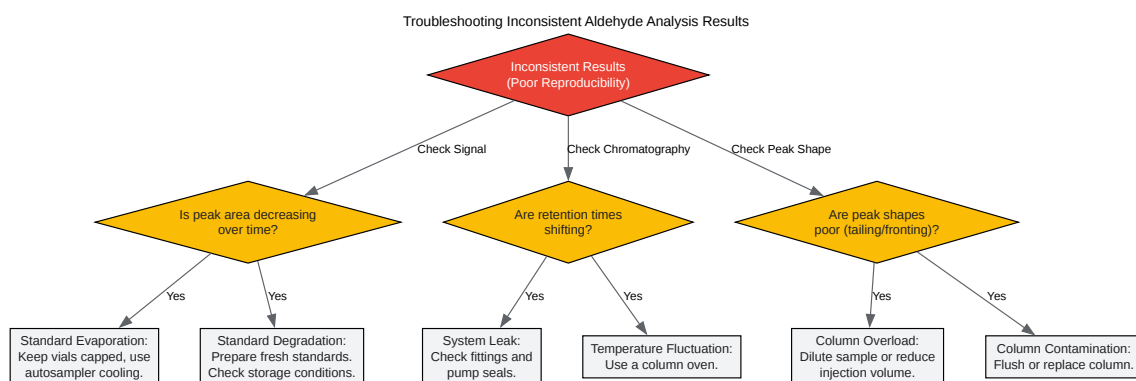 Troubleshooting Inconsistent Aldehyde Analysis Results
Inconsistent Results
(Poor Reproducibility)
Check Signal
Check Chromatography
Check Peak Shape
Is peak area decreasing
over time?
Are retention times
shifting?
Are peak shapes
poor (tailing/fronting)?
Yes
Yes
Yes
Yes
Yes
Yes
Standard Evaporation:
Keep vials capped, use
autosampler cooling.
Standard Degradation:
Prepare fresh standards.
Check storage conditions.
System Leak:
Check fittings and
pump seals.
Temperature Fluctuation:
Use a column oven.
Column Overload:
Dilute sample or reduce
injection volume.
Column Contamination:
Flush or replace column.